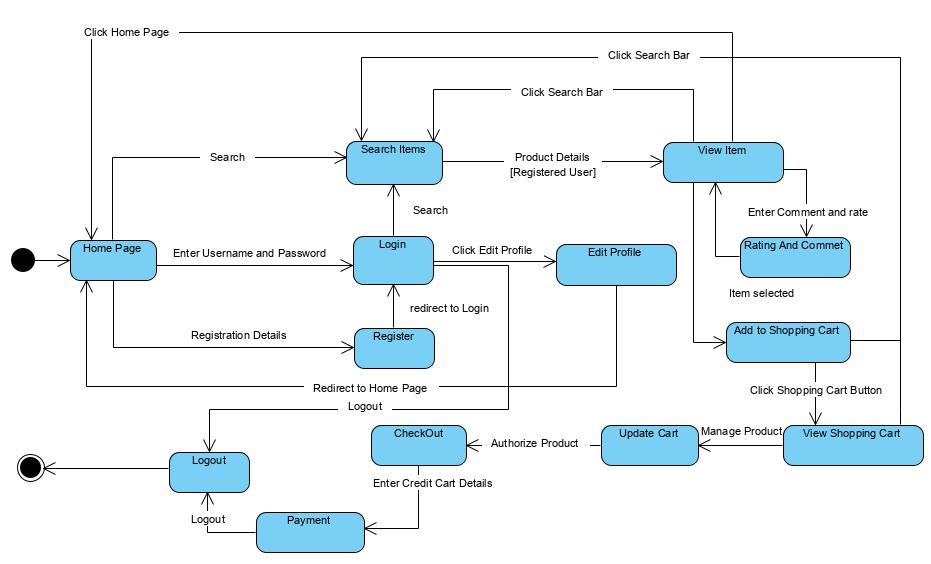 Click Home Page
Click Search Bar
Click Search Bar
Search Items
View Item
Search
Product Details
[Registered User]
Search
Enter Comment and rate
Home Page
Login
Rating And Commet
Enter Username and Password
Click Edit Profile
Edit Profile
Item selected
redirect to Login
Registration Details
Register
Add to Shopping Cart
Redirect to Home Page
Click Shopping Cart Button
Logout
CheckOut
Authorize Product
Update Cart
Manage Product
View Shopping Cart
Logout
Enter Credit Cart Details
Logout
Payment